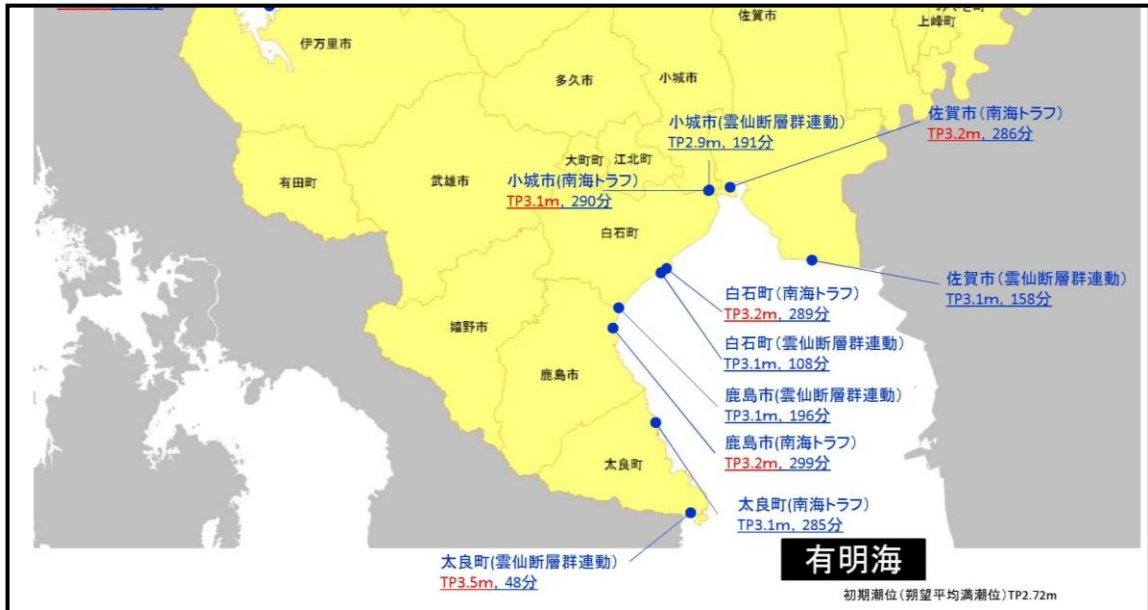 佐賀市
上峰町
伊万里市
多久市
小城市
佐賀市(南海トラフ)
TP3.2m, 286分
小城市(雲仙断層群連動)
TP2.9m, 191分
大町町
江北町
有田町
武雄市
小城市(南海トラフ)
TP3.1m, 290分
白石町
佐賀市(雲仙断層群連動)
TP3.1m, 158分
白石町(南海トラフ)
TP3.2m, 289分
嬉野市
白石町(雲仙断層群連動)
TP3.1m, 108分
鹿島市
鹿島市(雲仙断層群連動)
TP3.1m, 196分
鹿島市(南海トラフ)
TP3.2m, 299分
太良町
太良町(南海トラフ)
TP3.1m, 285分
太良町(雲仙断層群連動)
TP3.5m, 48分
有明海
初期潮位(朔望平均満潮位)TP2.72m